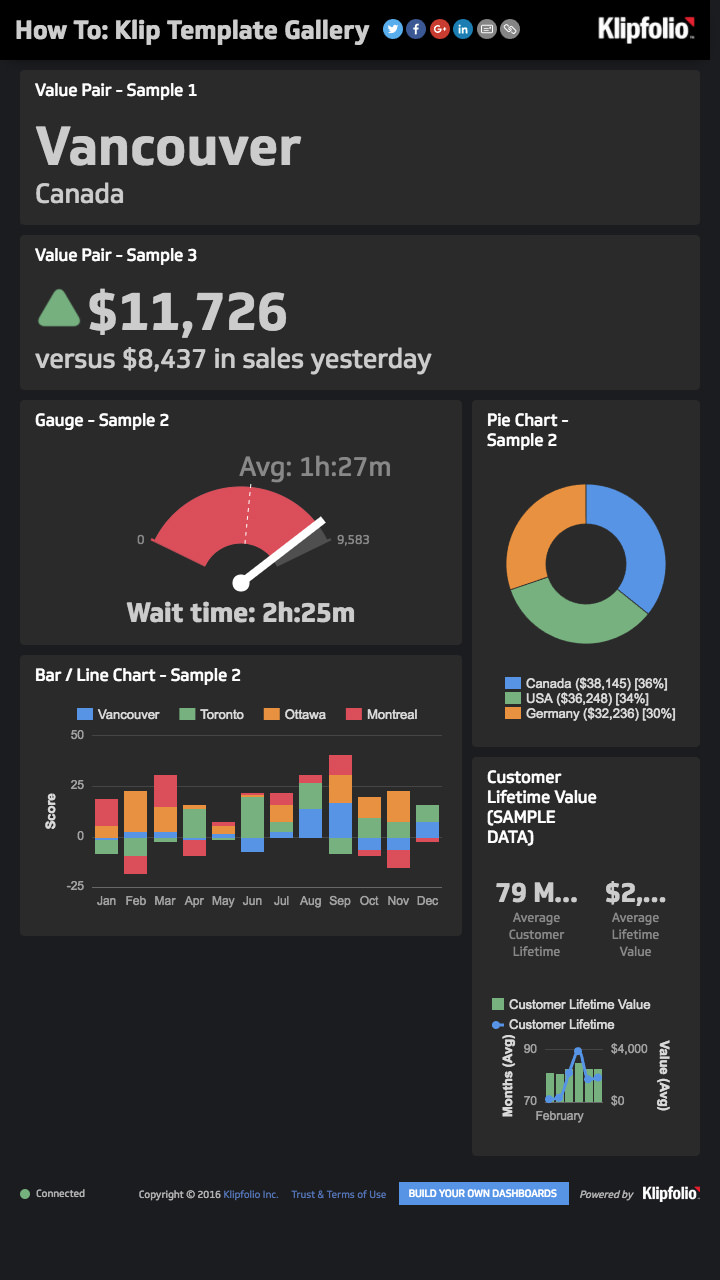 How To: Klip Template Gallery
Klipfolio
Value Pair - Sample 1
Vancouver
Canada
Value Pair - Sample 3
$11,726
versus $8,437 in sales yesterday
Gauge - Sample 2
Avg: 1h:27m
0
9,583
Wait time: 2h:25m
Pie Chart -
Sample 2
Canada ($38,145) [36%]
USA ($36,248) [34%]
Germany ($32,236) [30%]
Bar / Line Chart - Sample 2
Vancouver Toronto Ottawa Montreal
50
25
0
-25
Score
Jan Feb Mar Apr May Jun Jul Aug Sep Oct Nov Dec
Customer
Lifetime Value
(SAMPLE
DATA)
79 M... $2,...
Average Average
Customer Lifetime
Lifetime Value
Customer Lifetime Value
Customer Lifetime
Months (Avg)
90 $4,000
70 $0
Value (Avg)
February
Connected
Copyright © 2016 Klipfolio Inc. Trust & Terms of Use BUILD YOUR OWN DASHBOARDS Powered by Klipfolio